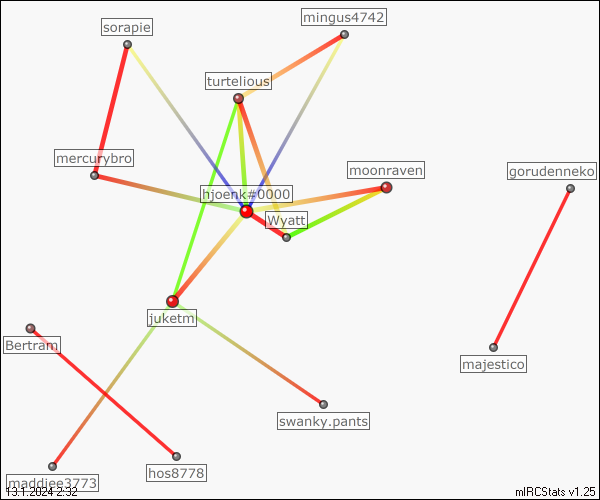 mingus4742
sorapie
turtelious
mercurybro
moonraven
gorudenneko
hjoenk#0000
Wyatt
juketm
Bertram
majestico
swanky.pants
hos8778
maddiee3773
13.1.2024 2:32
mIRCStats v1.25